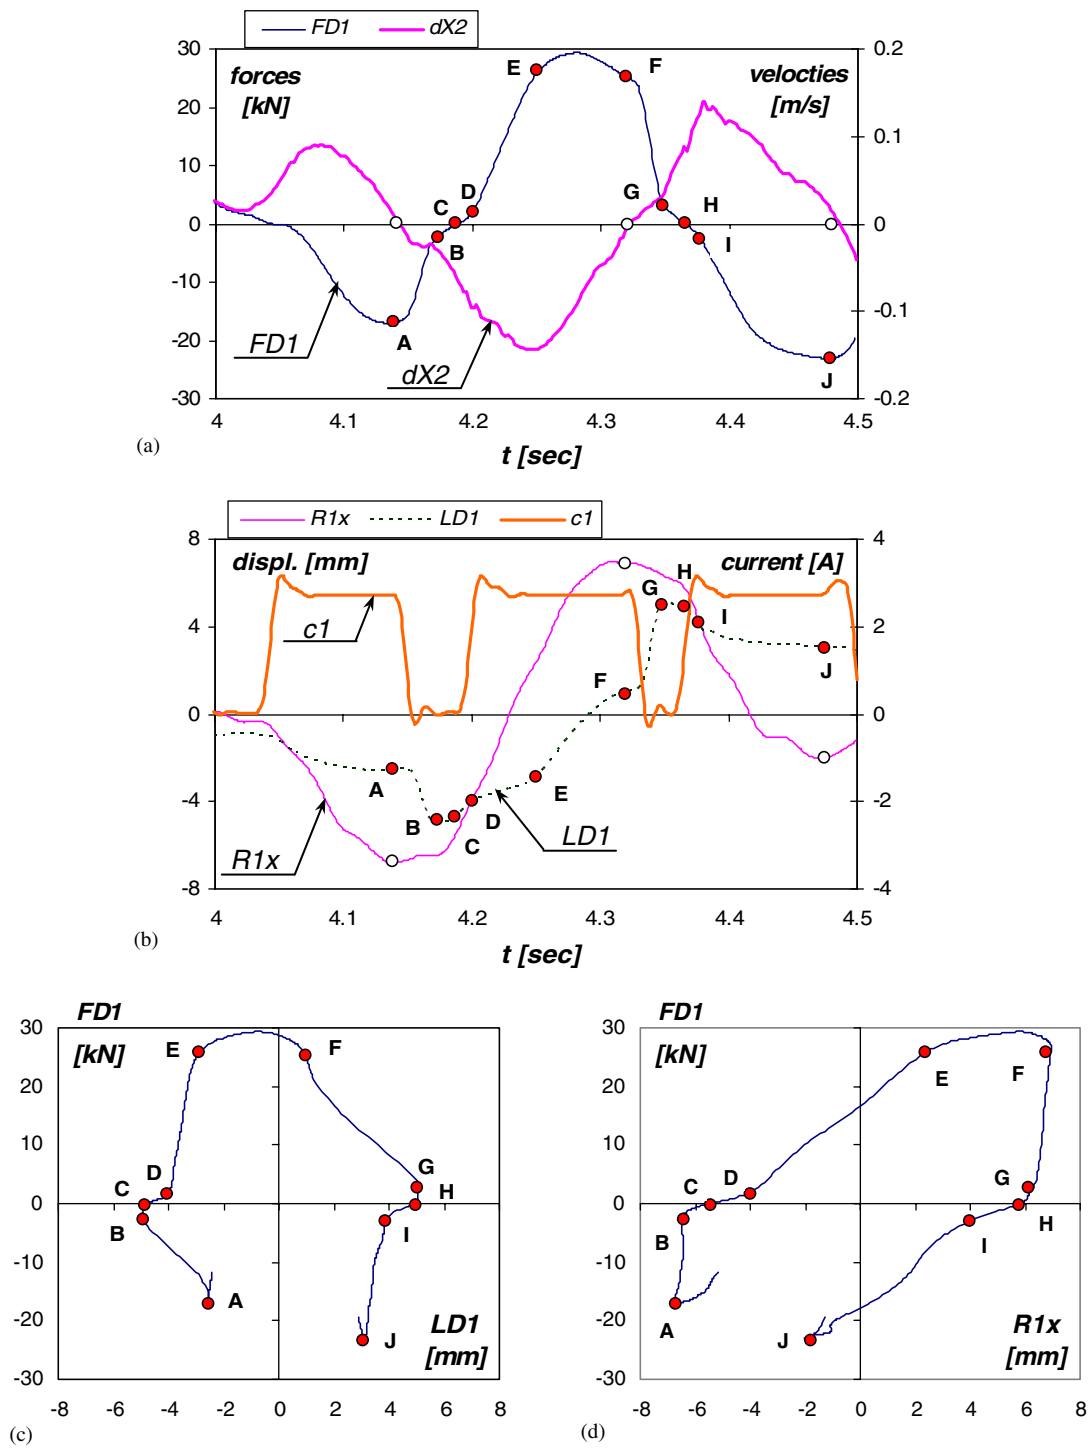 FD1 dX2
30 0.2
forces velocties
[kN] [m/s]
E F
20
0.1
10
D G H
C
0 0
B I
-10
-0.1
-20
A
FD1
dX2
J
-30 -0.2
4 4.1 4.2 4.3 4.4 4.5
(a)
t [sec]
R1x LD1 c1
8 4
displ. [mm] current [A]
H
G
c1
4 2
I
J
F
0 0
A E
-4 -2
B D
C
LD1
R1x
-8 -4
4 4.1 4.2 4.3 4.4 4.5
(b)
t [sec]
FD1
30
[kN]
E F
20
10
D G
C H
0
B I
-10
A
-20
J
LD1
[mm]
-30
-8 -6 -4 -2 0 2 4 6 8
(c)
FD1
30
[kN]
E F
20
10
C D G
0
B H
I
-10
-20
A J
R1x
[mm]
-30
-8 -6 -4 -2 0 2 4 6 8
(d)